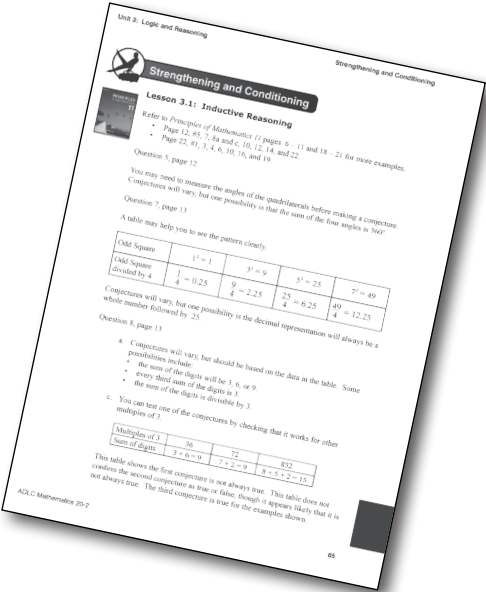 Unit 3: Logic and Reasoning
Strengthening and Conditioning
Strengthening and Conditioning
PRINCIPLES
11
Lesson 3.1: Inductive Reasoning
Refer to Principles of Mathematics 11 pages 6 – 11 and 18 – 21 for more examples.
• Page 12, #5, 7, 8a and c, 10, 12, 14, and 22
• Page 22, #1, 3, 4, 6, 10, 16, and 19
Question 5, page 12
You may need to measure the angles of the quadrilaterals before making a conjecture.
Conjectures will vary, but one possibility is that the sum of the four angles is 360°
Question 7, page 13
A table may help you to see the pattern clearly.
Odd Square 1² = 1 3² = 9 5² = 25 7² = 49
Odd Square
divided by 4 1/4 = 0.25 9/4 = 2.25 25/4 = 6.25 49/4 = 12.25
Conjectures will vary, but one possibility is the decimal representation will always be a
whole number followed by .25
Question 8, page 13
a. Conjectures will vary, but should be based on the data in the table. Some
possibilities include:
• the sum of the digits will be 3, 6, or 9.
• every third sum of the digits is 3.
• the sum of the digits is divisible by 3.
c. You can test one of the conjectures by checking that it works for other
multiples of 3.
Multiples of 3 36 72 852
Sum of digits 3 + 6 = 9 7 + 2 = 9 8 + 5 + 2 = 15
This table shows the first conjecture is not always true. This table does not
confirm the second conjecture as true or false, though it appears likely that it is
not always true. The third conjecture is true for the examples shown.
ADLC Mathematics 20-2
65